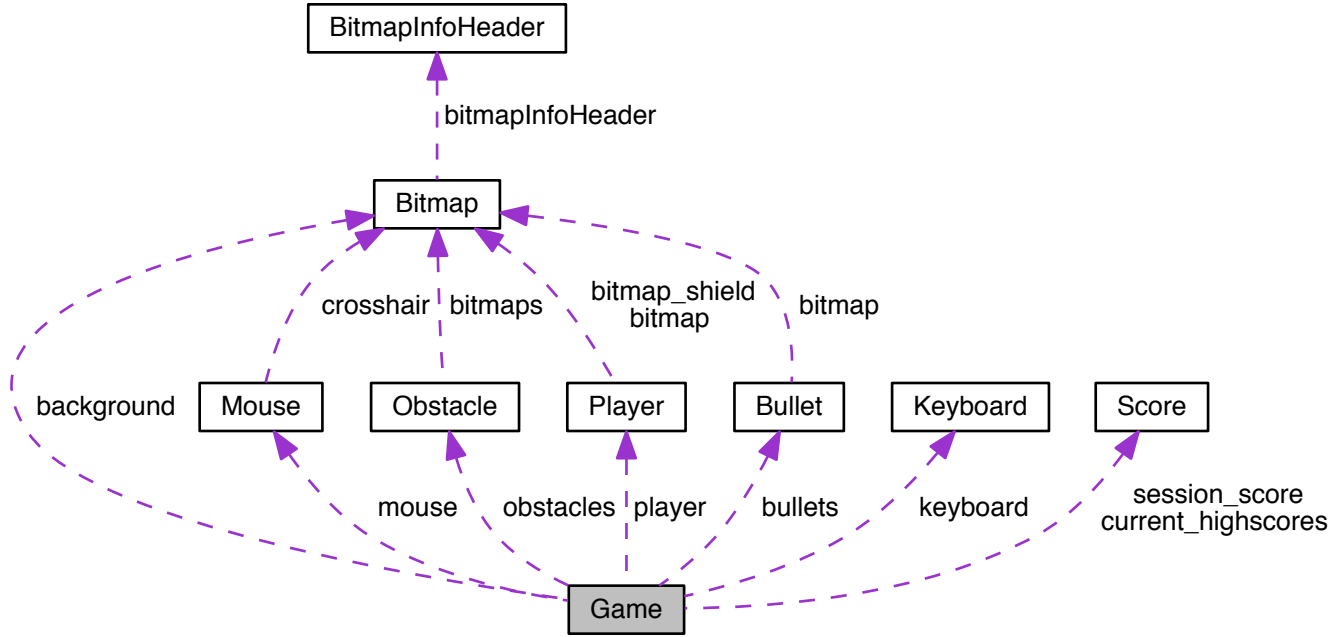 BitmapInfoHeader
bitmapInfoHeader
Bitmap
crosshair
bitmaps
bitmap_shield
bitmap
bitmap
background
Mouse
Obstacle
Player
Bullet
Keyboard
Score
mouse
obstacles
player
bullets
keyboard
session_score
current_highscores
Game